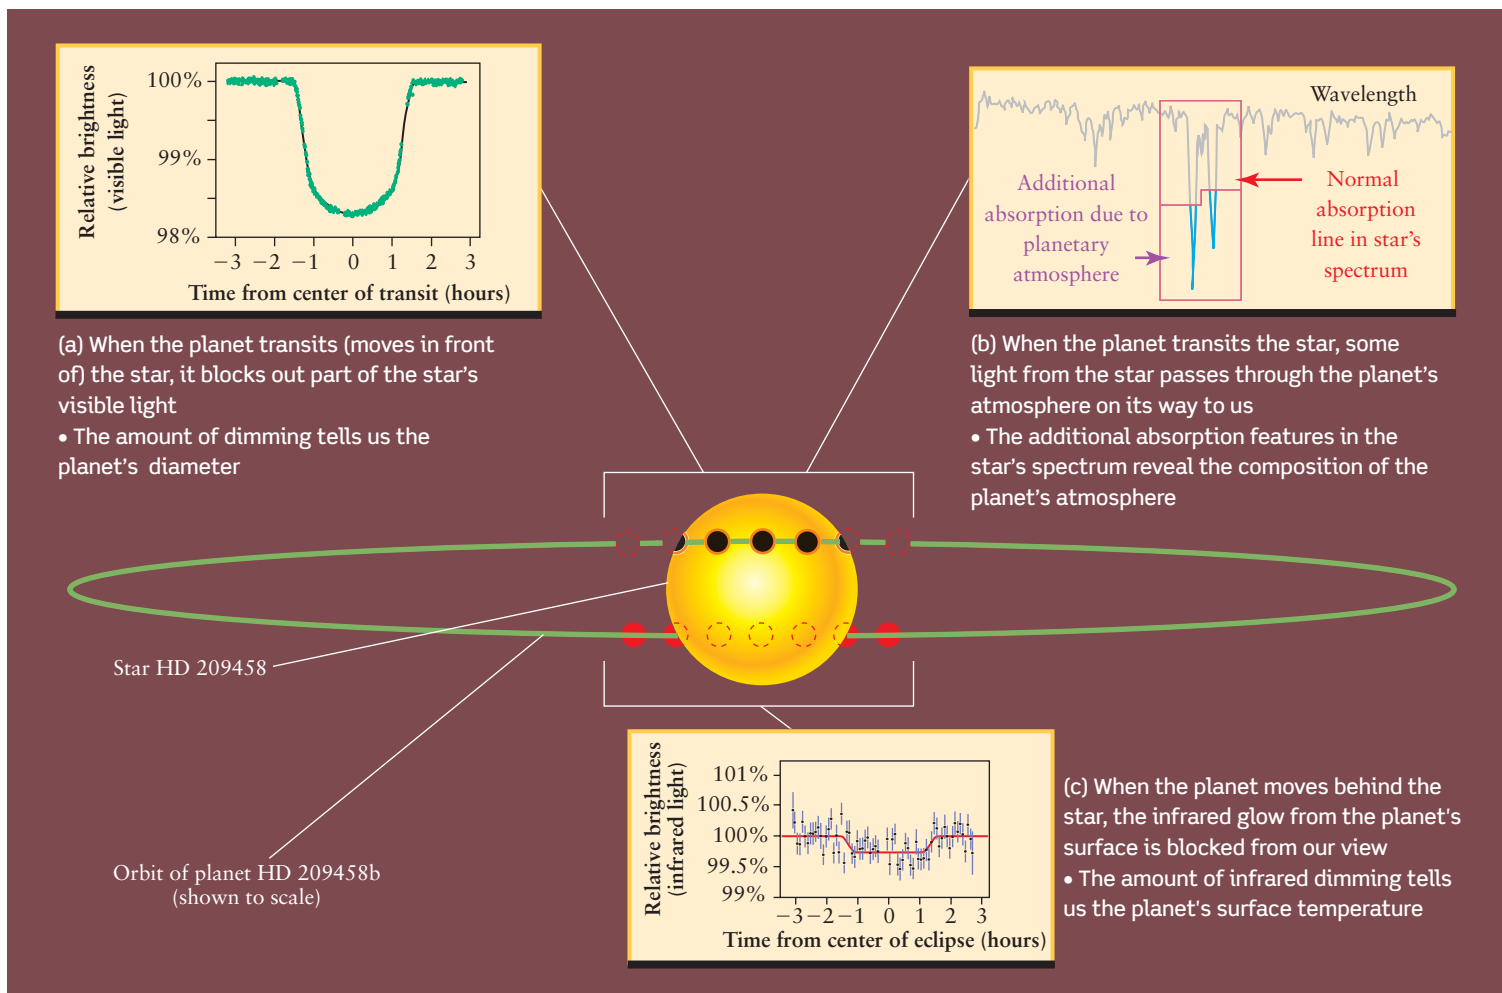 Relative brightness
(visible light)
100%
99%
98%
−3 −2 −1 0 1 2 3
Time from center of transit (hours)
(a) When the planet transits (moves in front
of) the star, it blocks out part of the star's
visible light
• The amount of dimming tells us the
planet's diameter
Wavelength
Additional
absorption due to
planetary
atmosphere
Normal
absorption
line in star's
spectrum
(b) When the planet transits the star, some
light from the star passes through the planet's
atmosphere on its way to us
• The additional absorption features in the
star's spectrum reveal the composition of the
planet's atmosphere
Star HD 209458
Orbit of planet HD 209458b
(shown to scale)
Relative brightness
(infrared light)
101%
100.5%
100%
99.5%
99%
−3 −2 −1 0 1 2 3
Time from center of eclipse (hours)
(c) When the planet moves behind the
star, the infrared glow from the planet's
surface is blocked from our view
• The amount of infrared dimming tells
us the planet's surface temperature